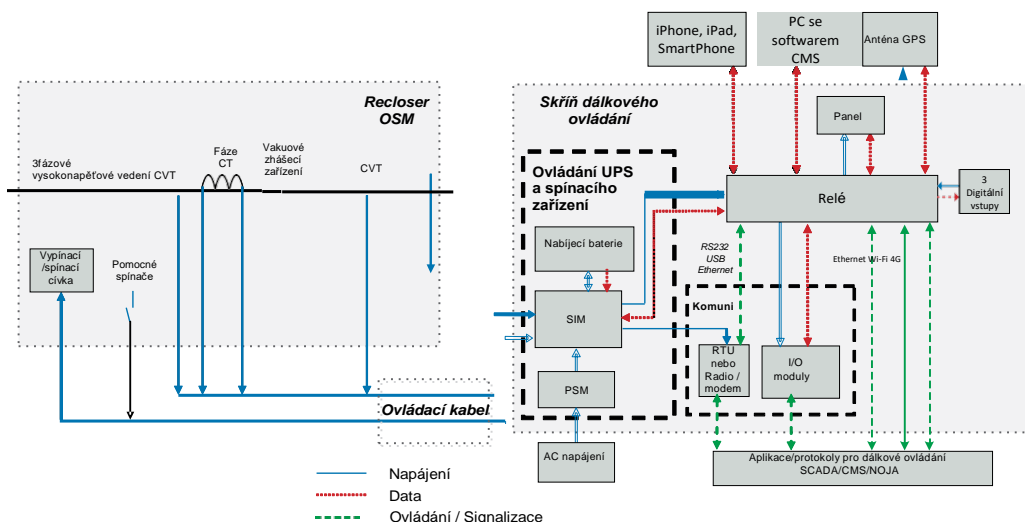 iPhone, iPad,
SmartPhone
PC se
softwarem
CMS
Anténa GPS
Recloser
OSM
Skříň dálkového
ovládání
Panel
3fázové
vysokonapěťové vedení CVT
Fáze
CT
Vakuové
zhášecí
zařízení
CVT
Ovládání UPS
a spínacího
zařízení
Relé
3
Digitální
vstupy
Vypínací
/spínací
cívka
Pomocné
spínače
Nabíjecí baterie
RS232
USB
Ethernet
Ethernet Wi-Fi 4G
SIM
Komuni
RTU
nebo
Radio /
modem
I/O
moduly
PSM
Ovládací kabel
AC napájení
Aplikace/protokoly pro dálkové ovládání
SCADA/CMS/NOJA
Napájení
Data
Ovládání / Signalizace